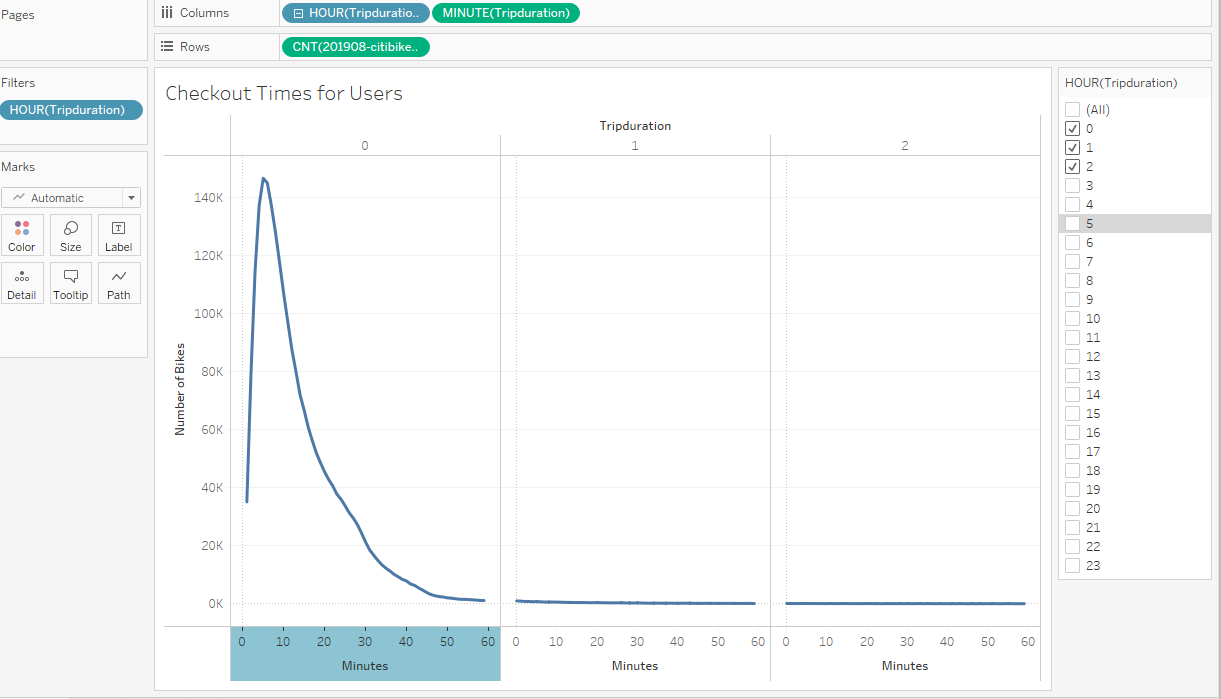 Pages
Columns
HOUR(Tripduratio..
MINUTE(Tripduration)
Rows
CNT(201908-citibike..
Filters
HOUR(Tripduration)
Marks
Automatic
Color
Size
Label
Detail
Tooltip
Path
Checkout Times for Users
Tripduration
0 1 2
Number of Bikes
140K
120K
100K
80K
60K
40K
20K
0K
0 10 20 30 40 50 60 0 10 20 30 40 50 60 0 10 20 30 40 50 60
Minutes Minutes Minutes
HOUR(Tripduration)
(All)
0
1
2
3
4
5
6
7
8
9
10
11
12
13
14
15
16
17
18
19
20
21
22
23